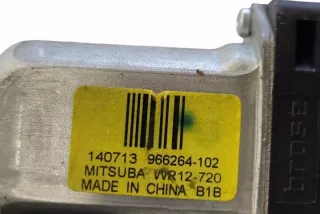 140713 966264-102
MITSUBA WR12-720
MADE IN CHINA B1B
brose